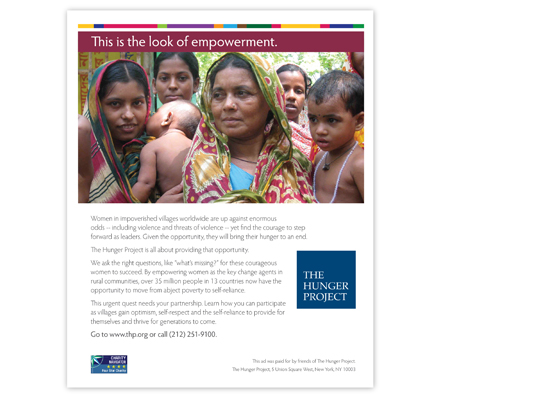 This is the look of empowerment.
Women in impoverished villages worldwide are up against enormous
odds – including violence and threats of violence – yet find the courage to step
forward as leaders. Given the opportunity, they will bring their hunger to an end.
The Hunger Project is all about providing that opportunity.
We ask the right questions, like "what's missing?" for these courageous
women to succeed. By empowering women as the key change agents in
rural communities, over 35 million people in 13 countries now have the
opportunity to move from abject poverty to self-reliance.
This urgent quest needs your partnership. Learn how you can participate
as villages gain optimism, self-respect and the self-reliance to provide for
themselves and thrive for generations to come.
Go to www.thp.org or call (212) 251-9100.
THE
HUNGER
PROJECT
CHARITY
NAVIGATOR
Four Star Charity
This ad was paid for by friends of The Hunger Project.
The Hunger Project, 5 Union Square West, New York, NY 10003